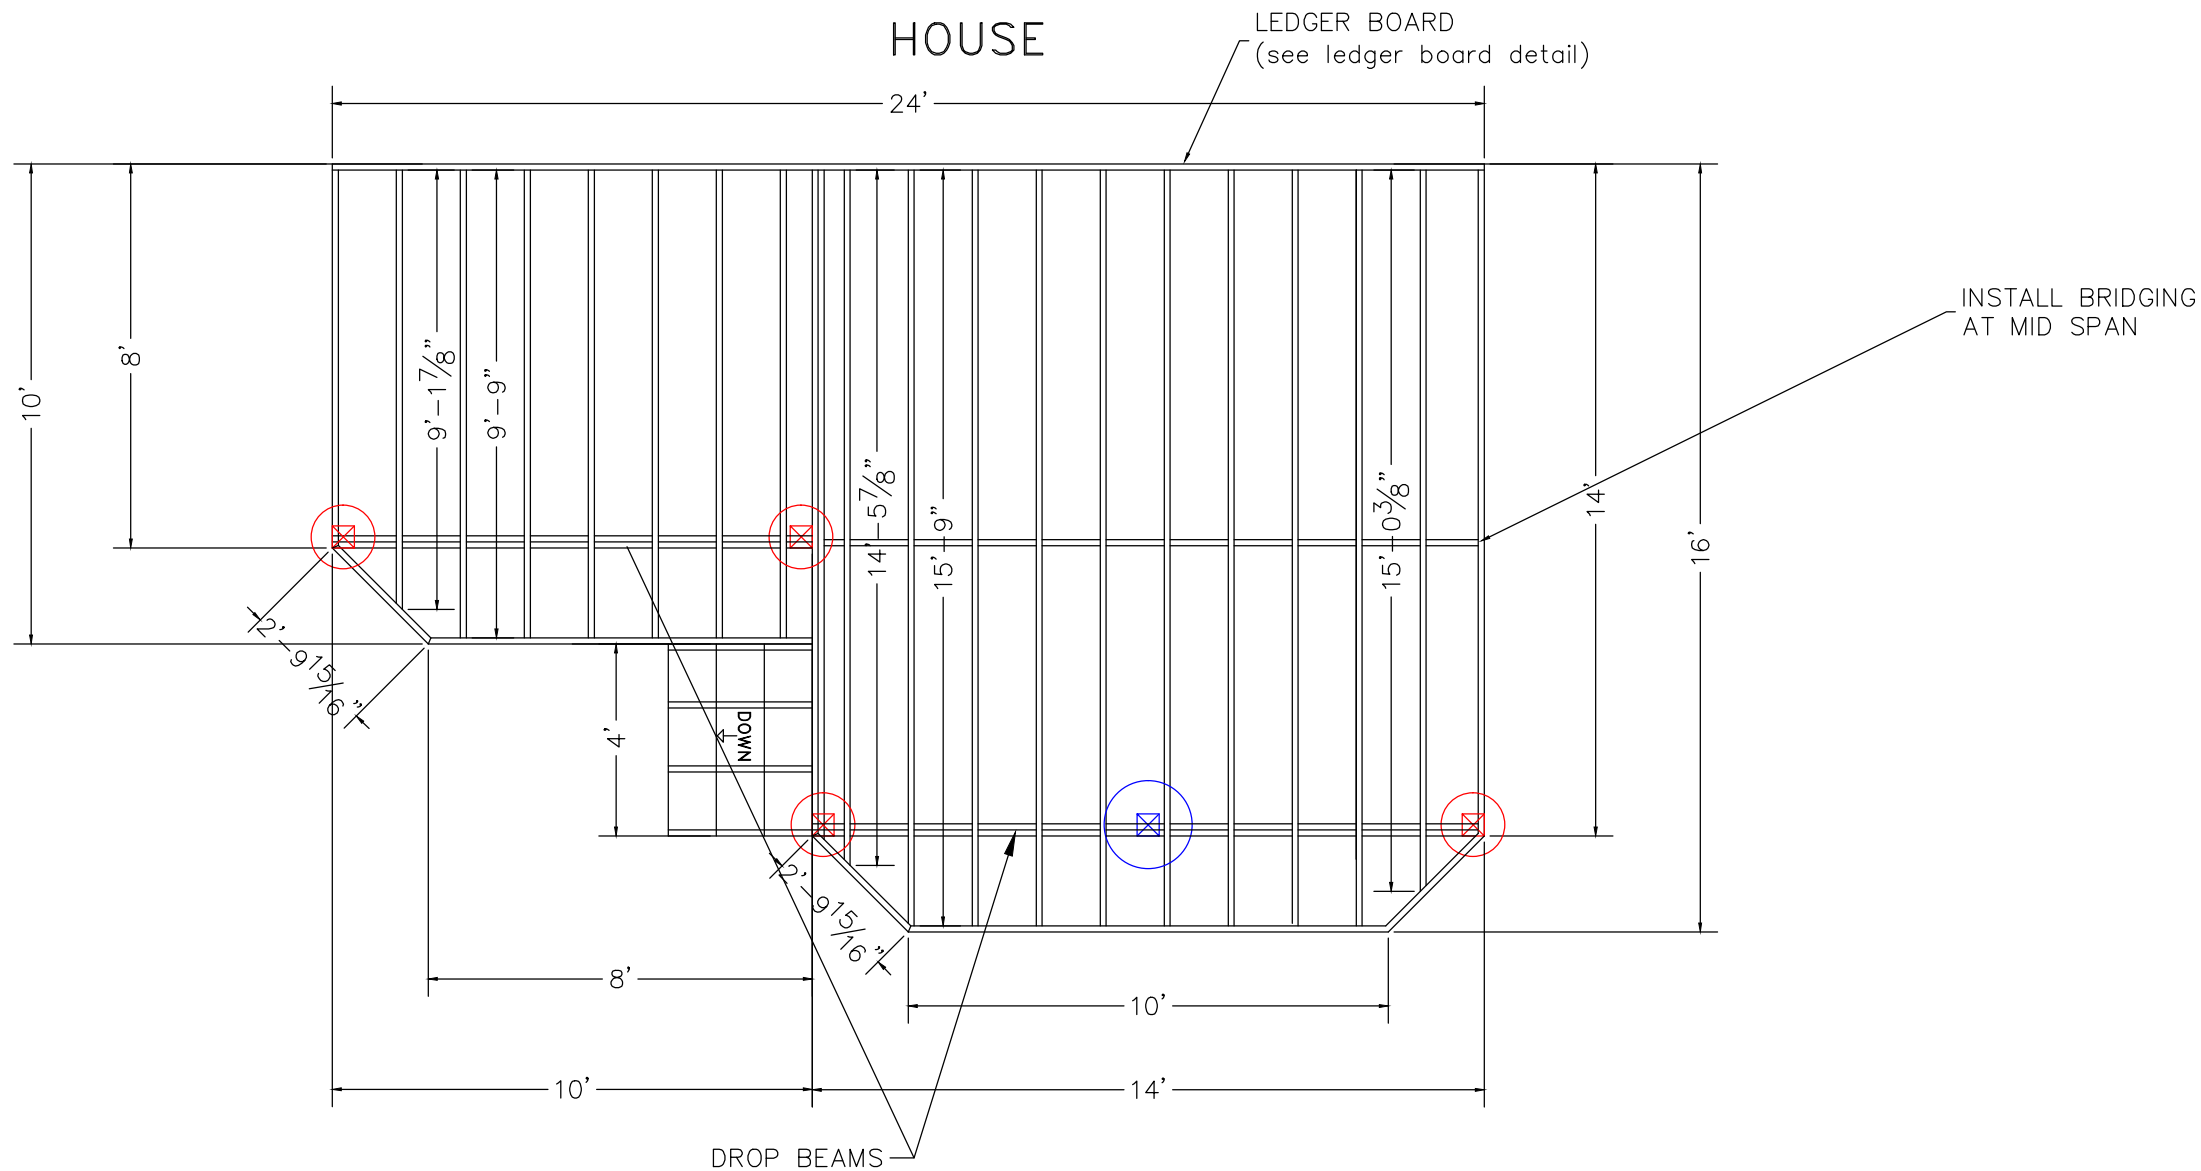 HOUSE
LEDGER BOARD
(see ledger board detail)
24'
10'
8'
9'-1 7/8"
9'-9"
14'-5 7/8"
15'-9"
15'-0 3/8"
14'
16'
INSTALL BRIDGING
AT MID SPAN
2'-9 15/16"
4'
DOWN
2'-9 15/16"
8'
10'
10'
14'
DROP BEAMS